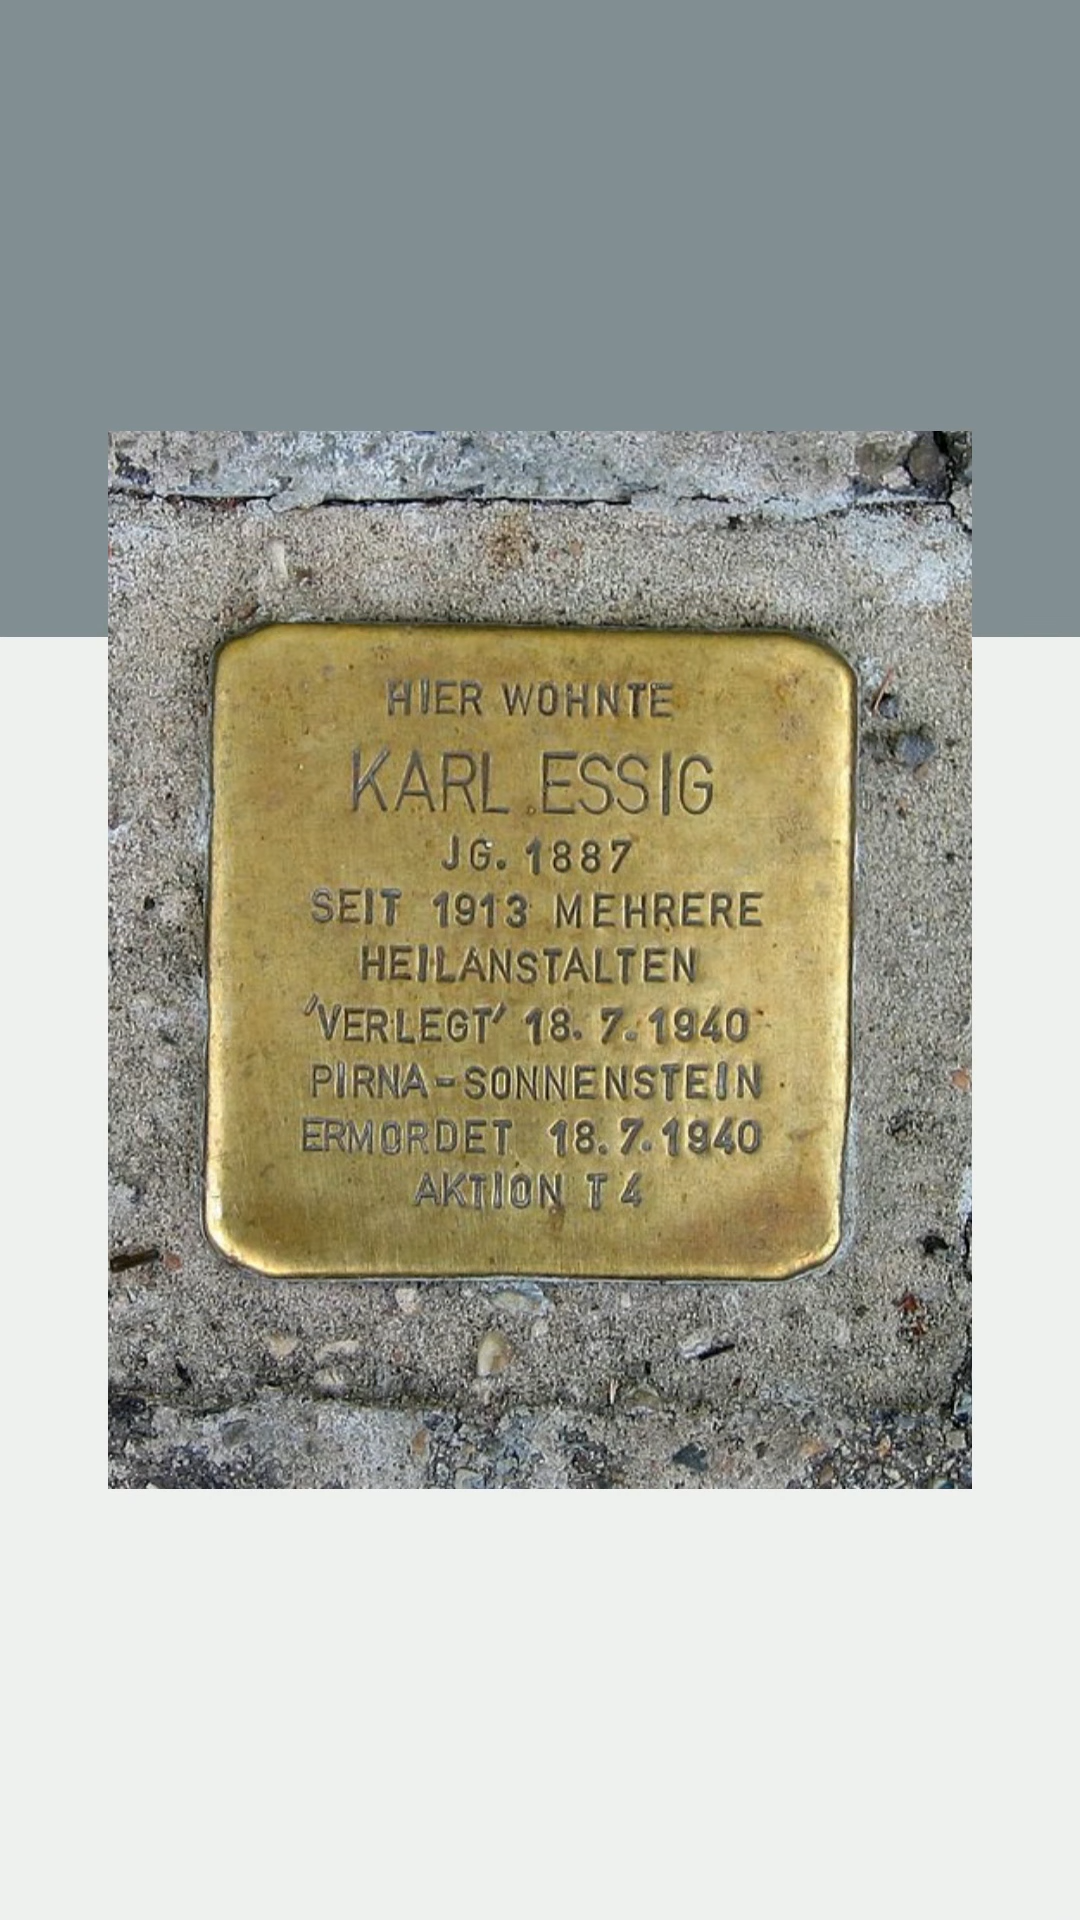 HIER WOHNTE
KARL ESSIG
JG. 1887
SEIT 1913 MEHRERE
HEILANSTALTEN
'VERLEGT' 18.7.1940
PIRNA-SONNENSTEIN
ERMORDET 18.7.1940
AKTION T4